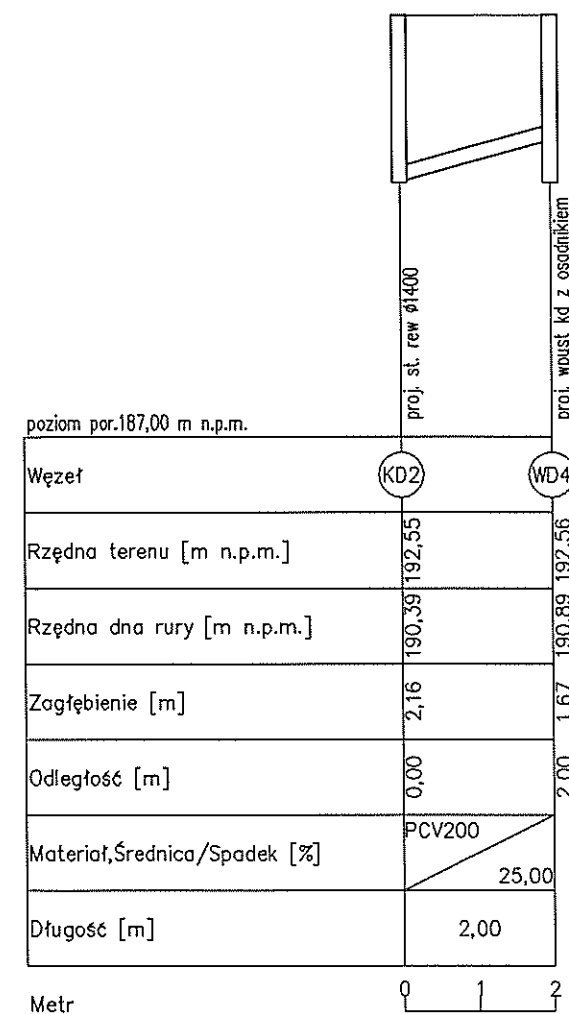 proj. st. rew ø1400
proj. wpust kd z osadnikiem
poziom por.187,00 m n.p.m.
Węzeł KD2 WD4
Rzędna terenu [m n.p.m.] 192,55 192,56
Rzędna dna rury [m n.p.m.] 190,39 190,89
Zagłębienie [m] 2,16 1,67
Odległość [m] 0,00 2,00
Materiał,Średnica/Spadek [%] PCV200 25,00
Długość [m] 2,00
Metr 0 1 2